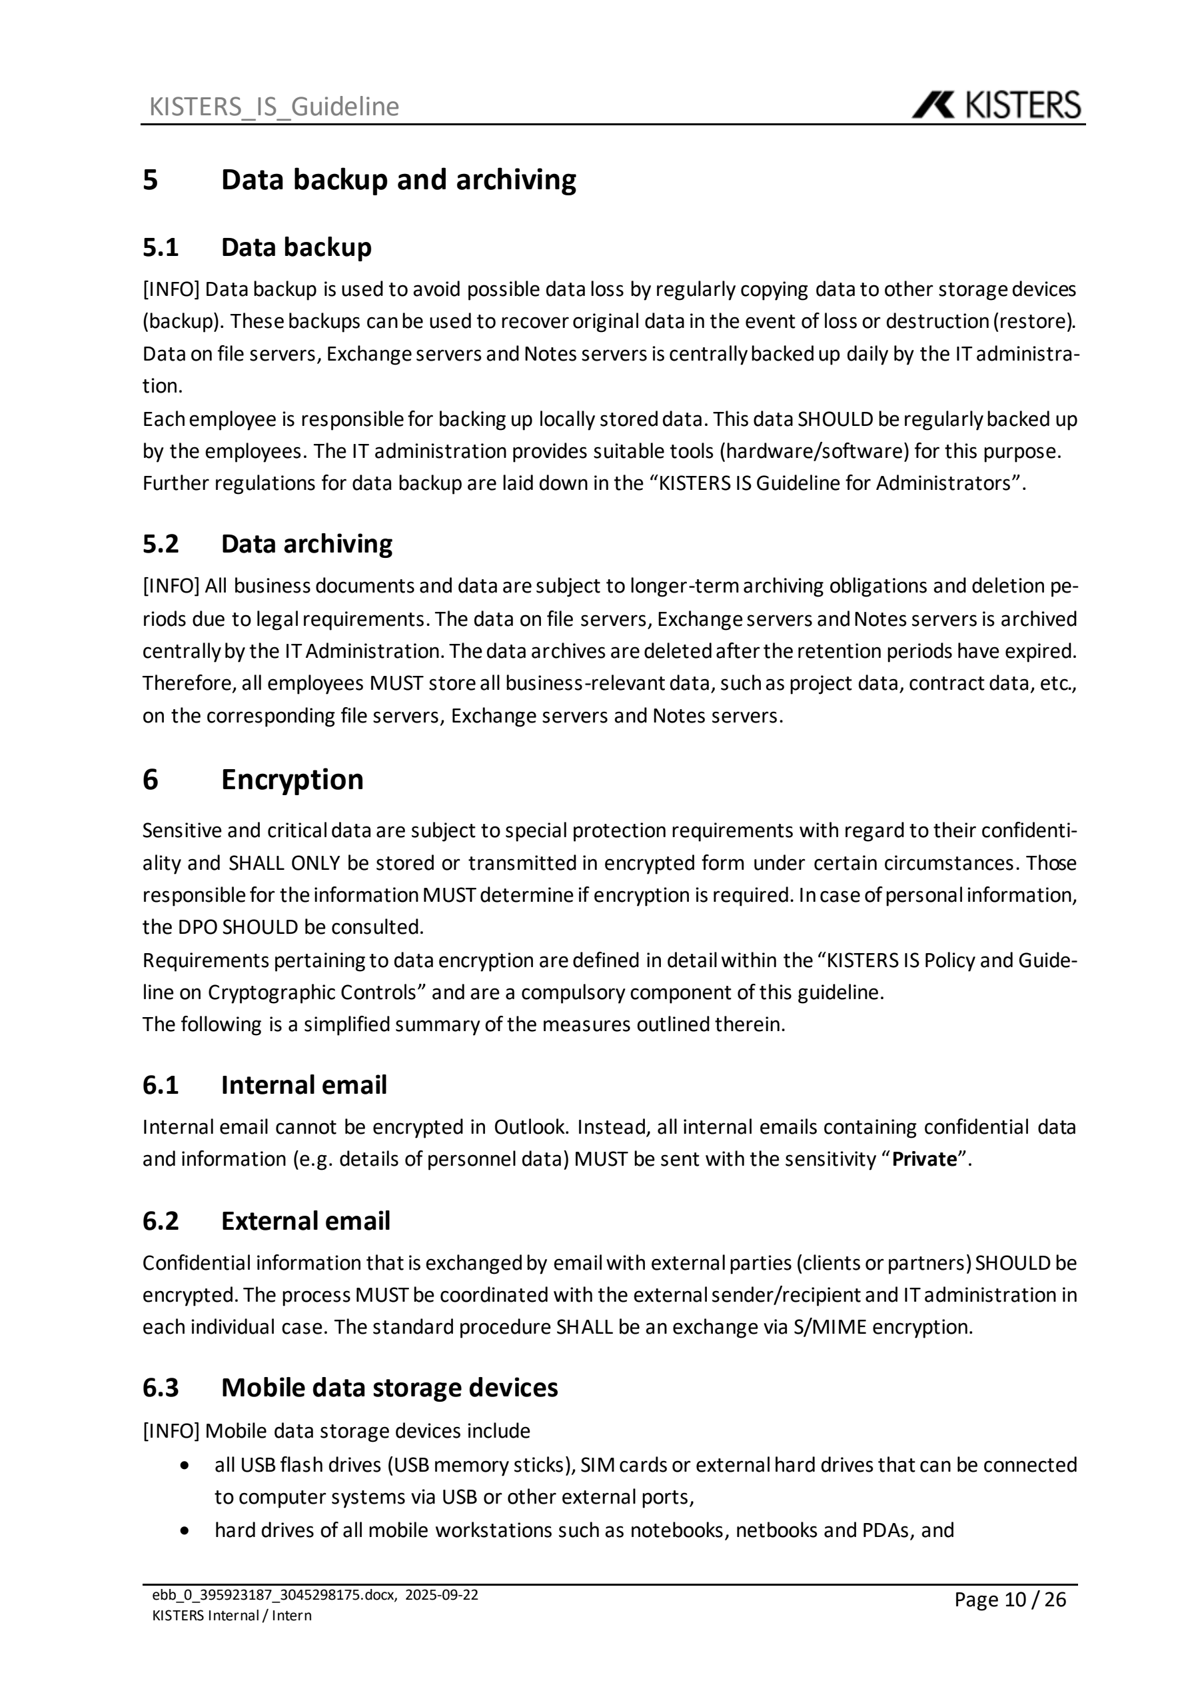 KISTERS_IS_Guideline
KISTERS
5 Data backup and archiving
5.1 Data backup
[INFO] Data backup is used to avoid possible data loss by regularly copying data to other storage devices
(backup). These backups can be used to recover original data in the event of loss or destruction (restore).
Data on file servers, Exchange servers and Notes servers is centrally backed up daily by the IT administra-
tion.
Each employee is responsible for backing up locally stored data. This data SHOULD be regularly backed up
by the employees. The IT administration provides suitable tools (hardware/software) for this purpose.
Further regulations for data backup are laid down in the “KISTERS IS Guideline for Administrators”.
5.2 Data archiving
[INFO] All business documents and data are subject to longer-term archiving obligations and deletion pe-
riods due to legal requirements. The data on file servers, Exchange servers and Notes servers is archived
centrally by the IT Administration. The data archives are deleted after the retention periods have expired.
Therefore, all employees MUST store all business-relevant data, such as project data, contract data, etc.,
on the corresponding file servers, Exchange servers and Notes servers.
6 Encryption
Sensitive and critical data are subject to special protection requirements with regard to their confidenti-
ality and SHALL ONLY be stored or transmitted in encrypted form under certain circumstances. Those
responsible for the information MUST determine if encryption is required. In case of personal information,
the DPO SHOULD be consulted.
Requirements pertaining to data encryption are defined in detail within the “KISTERS IS Policy and Guide-
line on Cryptographic Controls” and are a compulsory component of this guideline.
The following is a simplified summary of the measures outlined therein.
6.1 Internal email
Internal email cannot be encrypted in Outlook. Instead, all internal emails containing confidential data
and information (e.g. details of personnel data) MUST be sent with the sensitivity “Private”.
6.2 External email
Confidential information that is exchanged by email with external parties (clients or partners) SHOULD be
encrypted. The process MUST be coordinated with the external sender/recipient and IT administration in
each individual case. The standard procedure SHALL be an exchange via S/MIME encryption.
6.3 Mobile data storage devices
[INFO] Mobile data storage devices include
• all USB flash drives (USB memory sticks), SIM cards or external hard drives that can be connected
to computer systems via USB or other external ports,
• hard drives of all mobile workstations such as notebooks, netbooks and PDAs, and
ebb_0_395923187_3045298175.docx, 2025-09-22
Page 10 / 26
KISTERS Internal / Intern